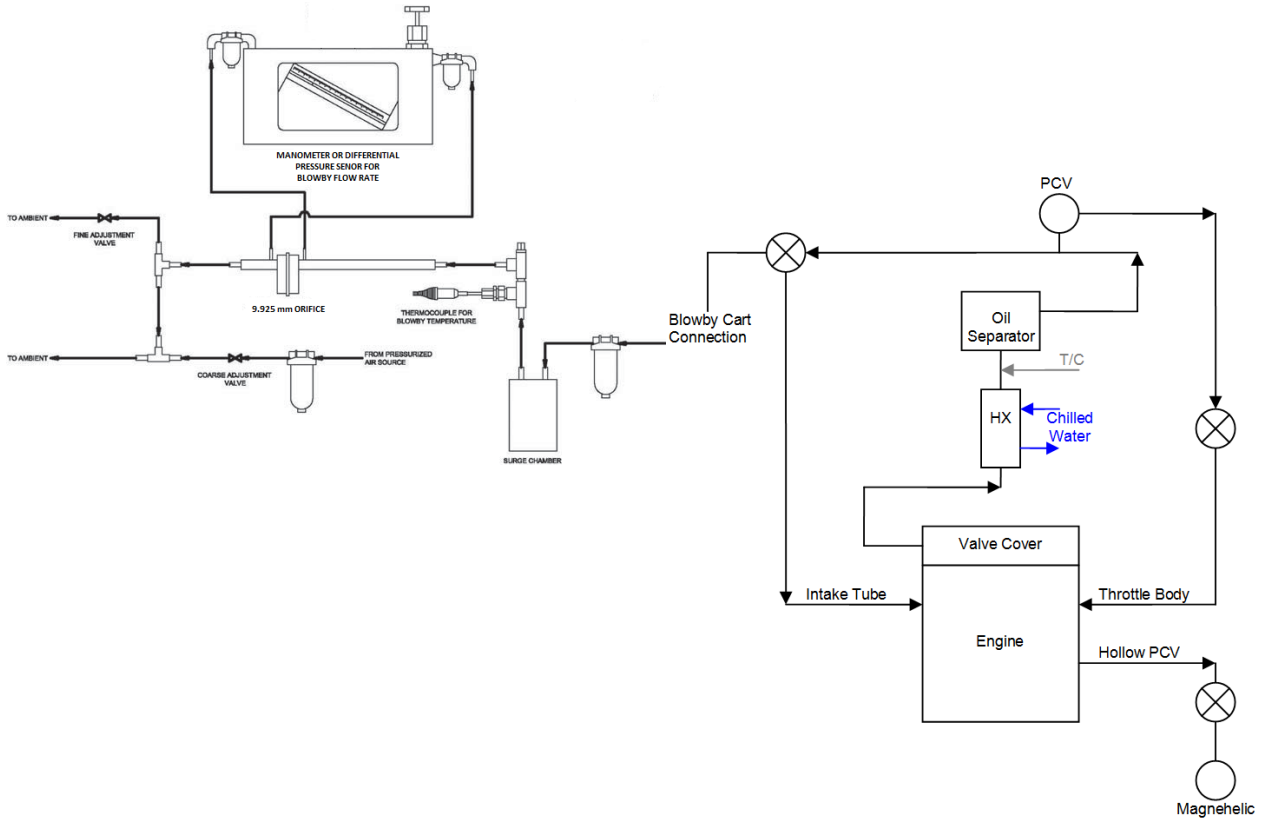 MANOMETER OR DIFFERENTIAL
PRESSURE SENOR FOR
BLOWBY FLOW RATE
TO AMBIENT
FINE ADJUSTMENT
VALVE
9.925 mm ORIFICE
THERMOCOUPLE FOR
BLOWBY TEMPERATURE
TO AMBIENT
COARSE ADJUSTMENT
VALVE
FROM PRESSURIZED
AIR SOURCE
SURGE CHAMBER
Blowby Cart
Connection
PCV
Oil
Separator
T/C
HX
Chilled
Water
Valve Cover
Intake Tube
Throttle Body
Engine
Hollow PCV
Magnehelic